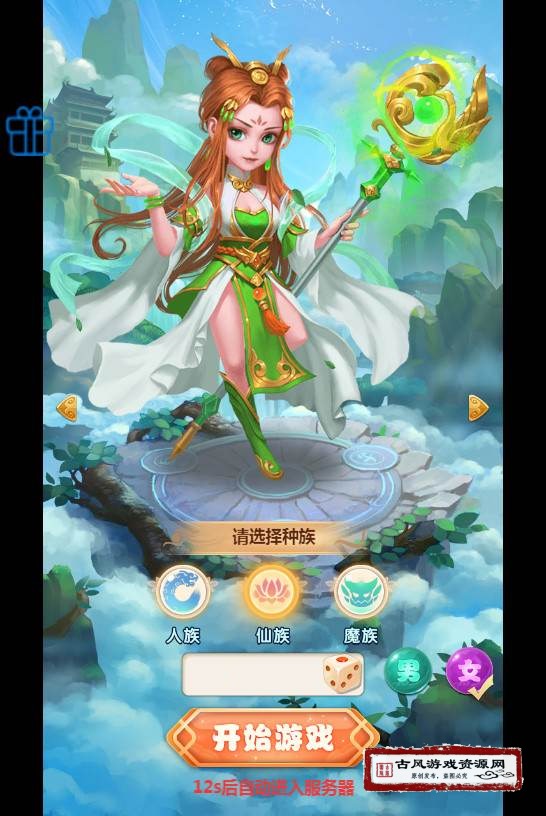 请选择种族
人族
仙族
魔族
男
女
开始游戏
古风游戏资源网
原创发布，盗图必究
12s后自动进入服务器